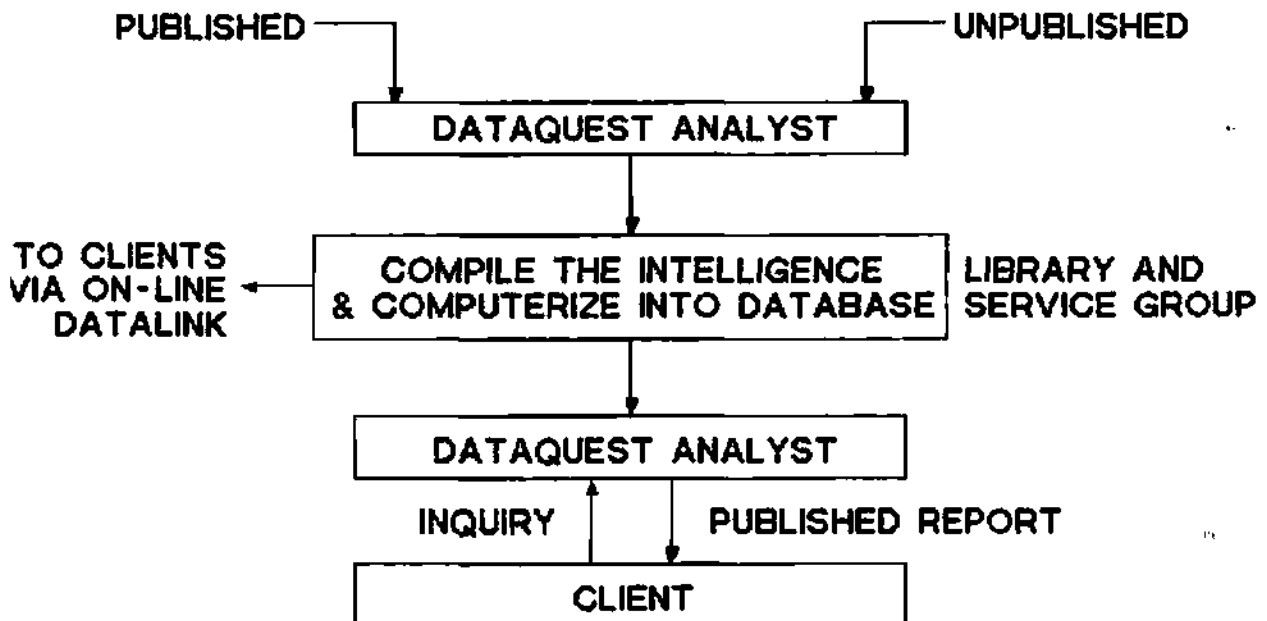 PUBLISHED
UNPUBLISHED
DATAQUEST ANALYST
TO CLIENTS
VIA ON-LINE
DATALINK
COMPILE THE INTELLIGENCE
& COMPUTERIZE INTO DATABASE
LIBRARY AND
SERVICE GROUP
DATAQUEST ANALYST
INQUIRY
PUBLISHED REPORT
CLIENT